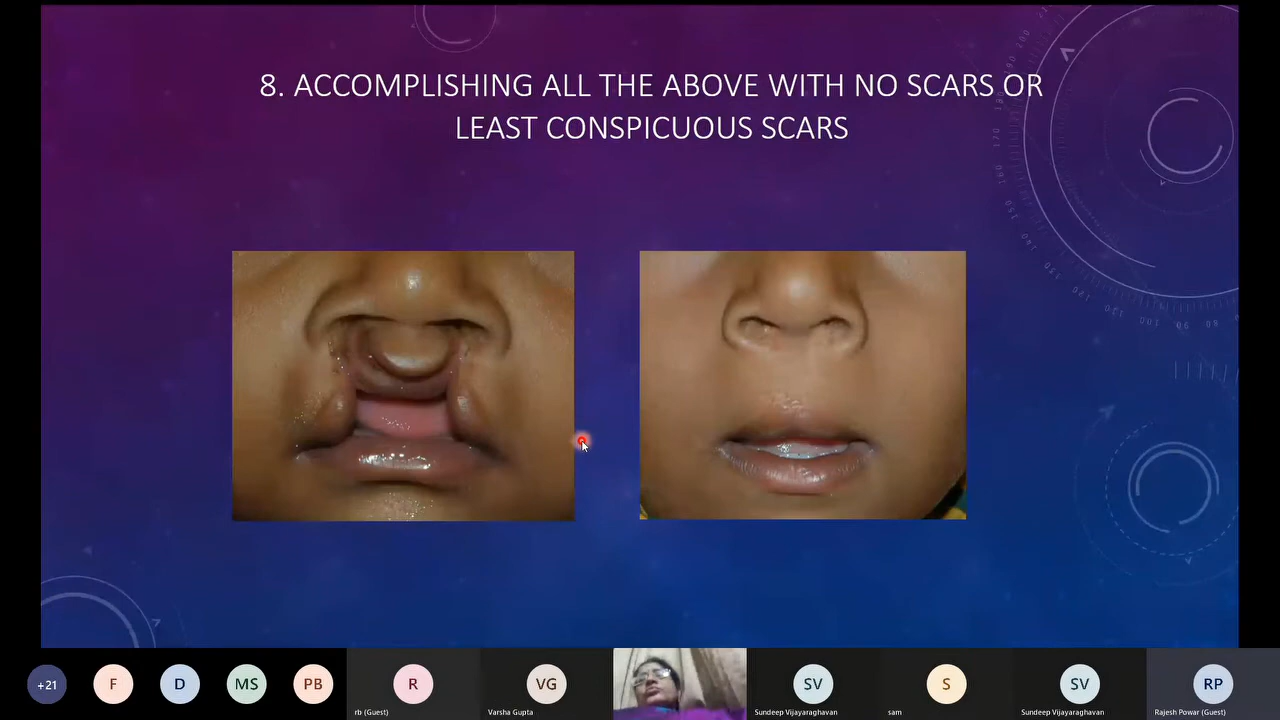 8. ACCOMPLISHING ALL THE ABOVE WITH NO SCARS OR
LEAST CONSPICUOUS SCARS
+21
F
D
MS
PB
R
VG
SV
S
SV
RP
rb (Guest)
Varsha Gupta
Sundeep Vijayaraghavan
sam
Sundeep Vijayaraghavan
Rajesh Powar (Guest)